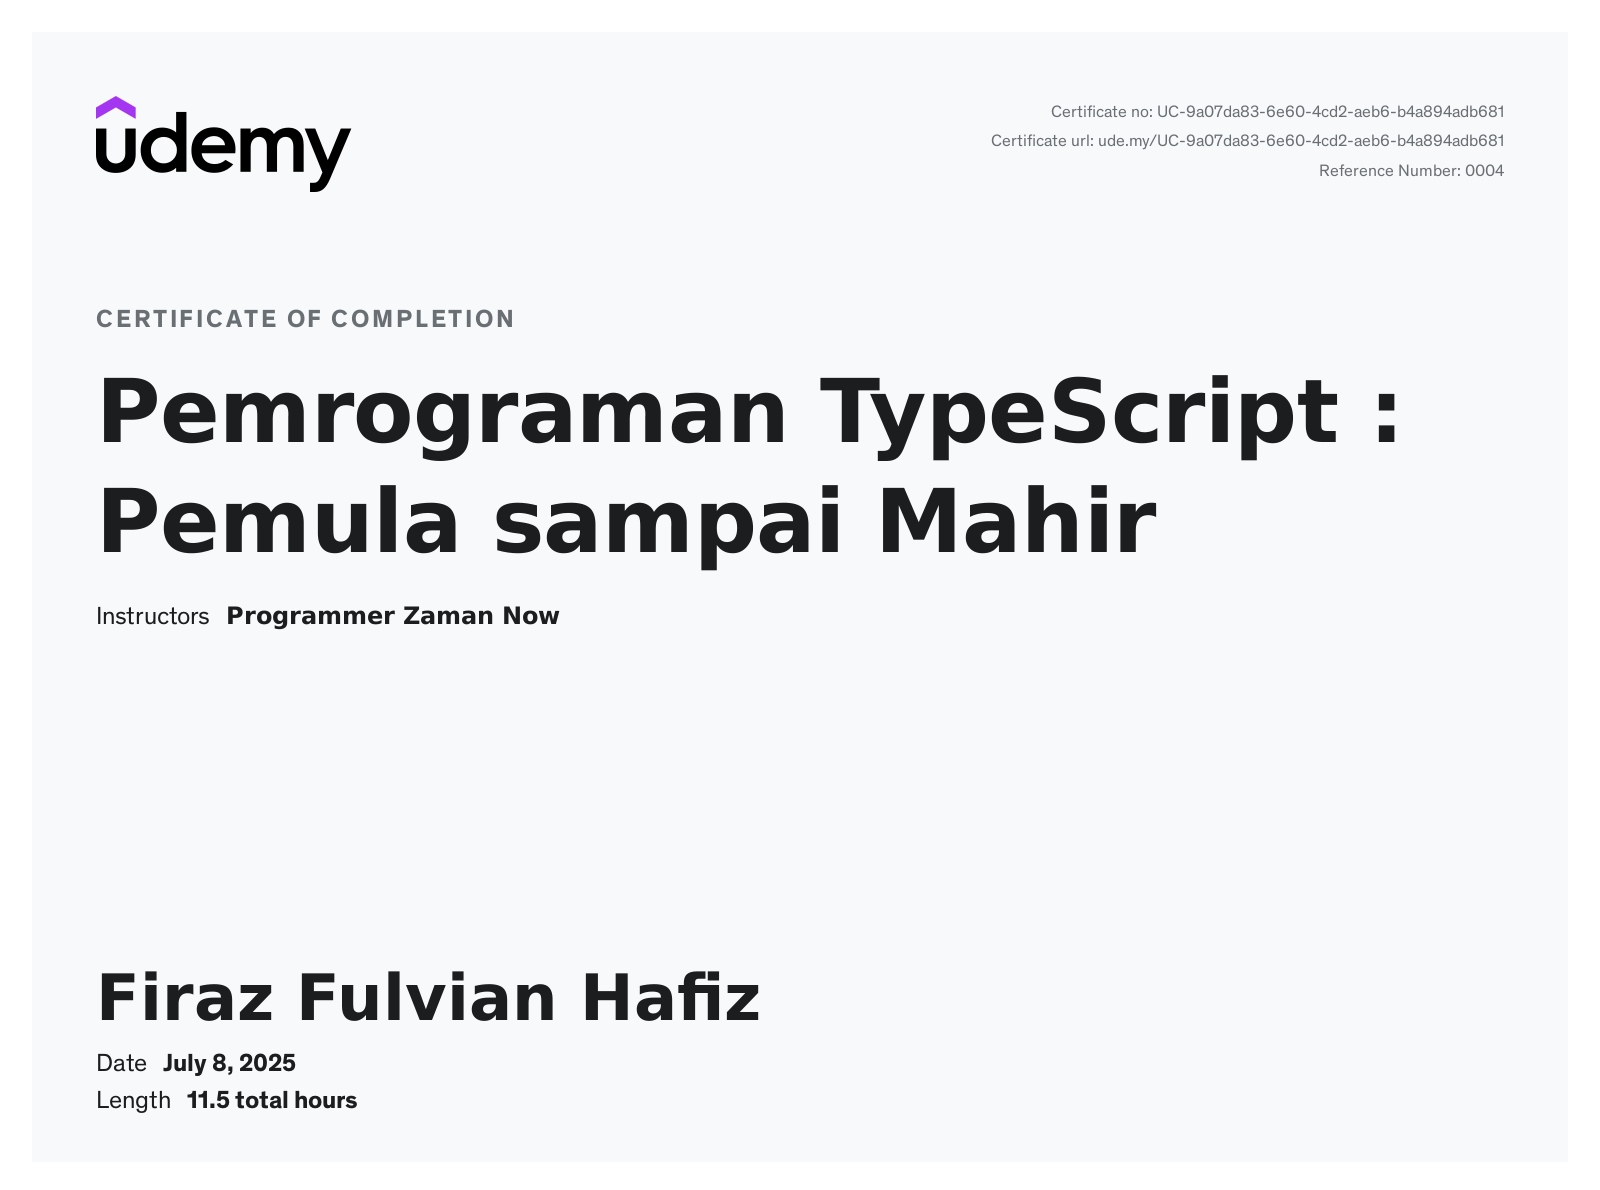 udemy
Certificate no: UC-9a07da83-6e60-4cd2-aeb6-b4a894adb681
Certificate url: ude.my/UC-9a07da83-6e60-4cd2-aeb6-b4a894adb681
Reference Number: 0004
CERTIFICATE OF COMPLETION
Pemrograman TypeScript :
Pemula sampai Mahir
Instructors Programmer Zaman Now
Firaz Fulvian Hafiz
Date July 8, 2025
Length 11.5 total hours